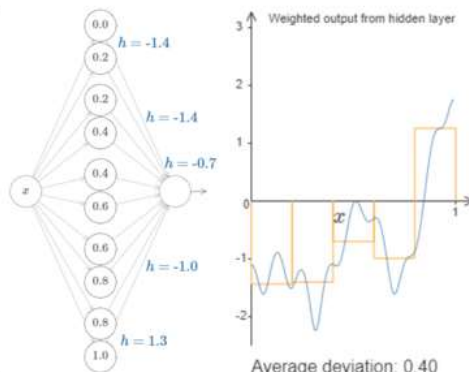 Weighted output from hidden layer
0.0
h = -1.4
0.2
0.2
h = -1.4
0.4
h = -0.7
0.4
x
0.6
0.6
h = -1.0
0.8
0.8
h = 1.3
1.0
3
2
1
0
x
1
-1
-2
Average deviation: 0.40